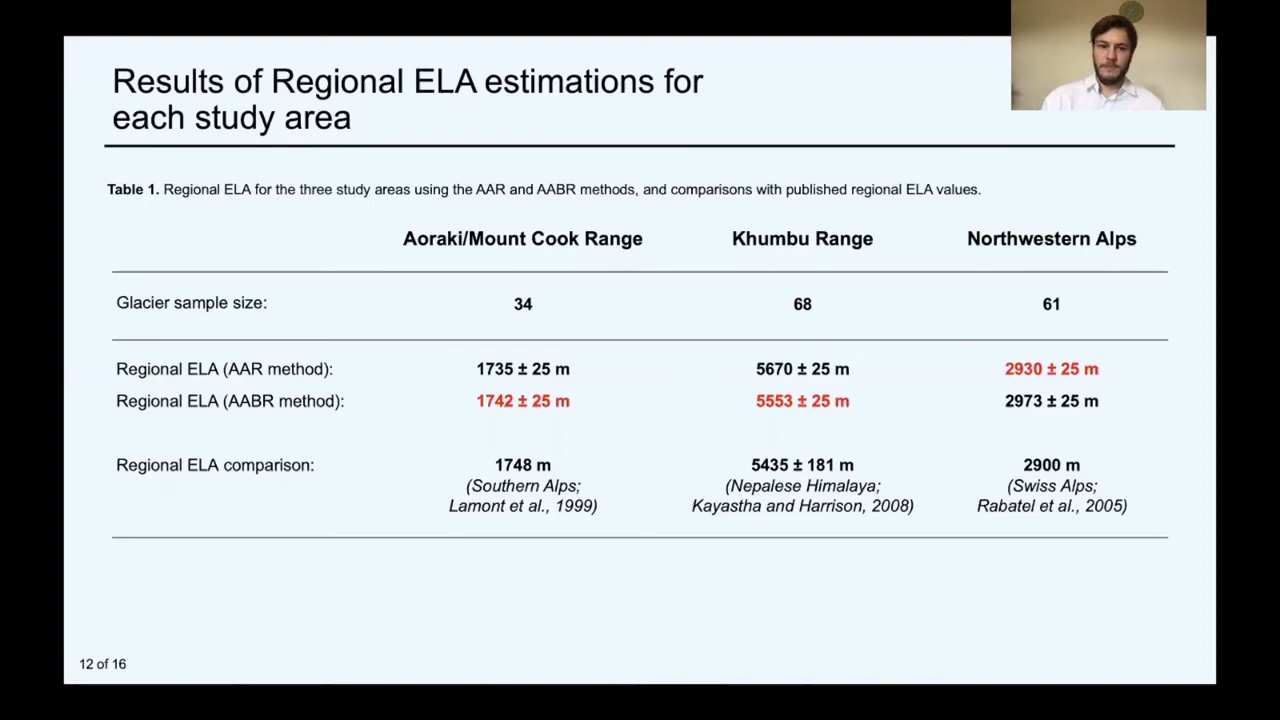 Results of Regional ELA estimations for
each study area
Table 1. Regional ELA for the three study areas using the AAR and AABR methods, and comparisons with published regional ELA values.
Aoraki/Mount Cook Range Khumbu Range Northwestern Alps
Glacier sample size: 34 68 61
Regional ELA (AAR method): 1735 ± 25 m 5670 ± 25 m 2930 ± 25 m
Regional ELA (AABR method): 1742 ± 25 m 5553 ± 25 m 2973 ± 25 m
Regional ELA comparison: 1748 m 5435 ± 181 m 2900 m
(Southern Alps; (Nepalese Himalaya; (Swiss Alps;
Lamont et al., 1999) Kayastha and Harrison, 2008) Rabatel et al., 2005)
12 of 16